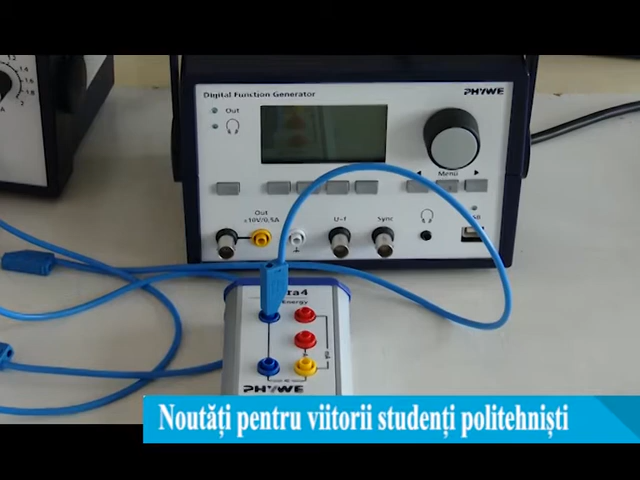 Digital Function Generator
PHYWE
Out
Menu
Out
±10V/0,5A
U~f
Sync
Energy
PHYWE
Noutăți pentru viitorii studenți politehniști